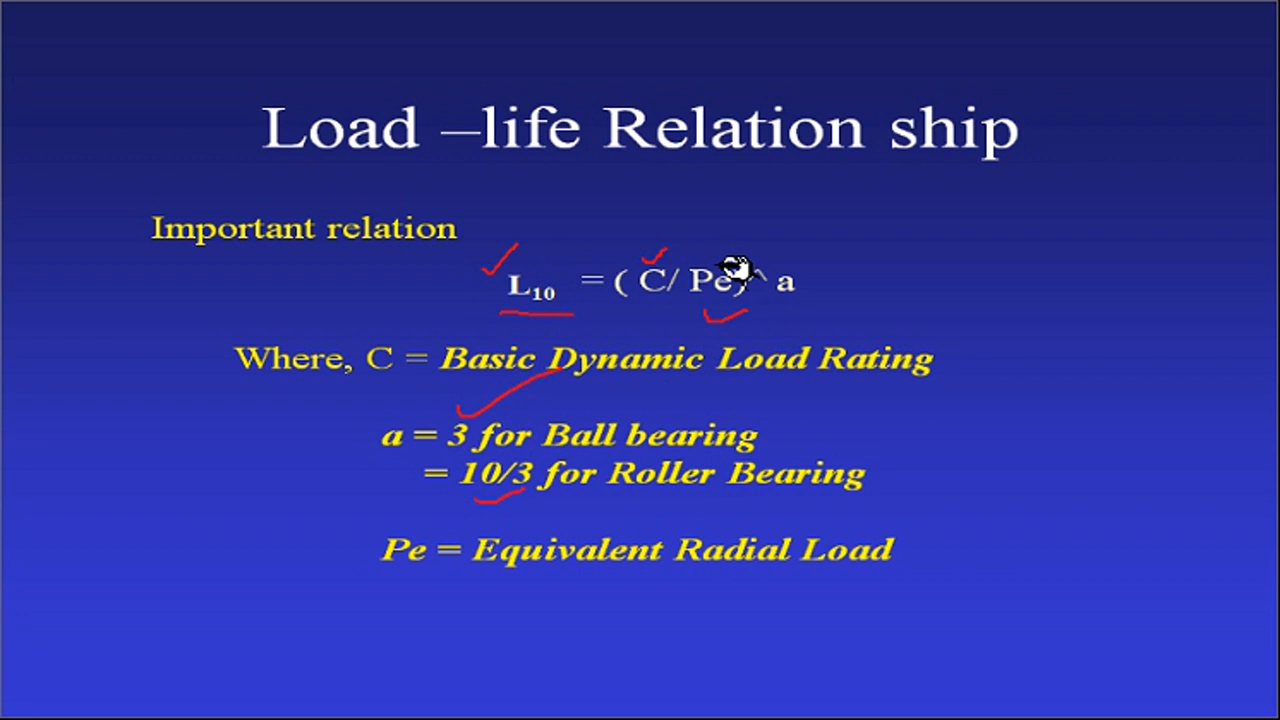 Load –life Relation ship
Important relation
L10 = ( C/ Pe) ^ a
Where, C = Basic Dynamic Load Rating
a = 3 for Ball bearing
= 10/3 for Roller Bearing
Pe = Equivalent Radial Load